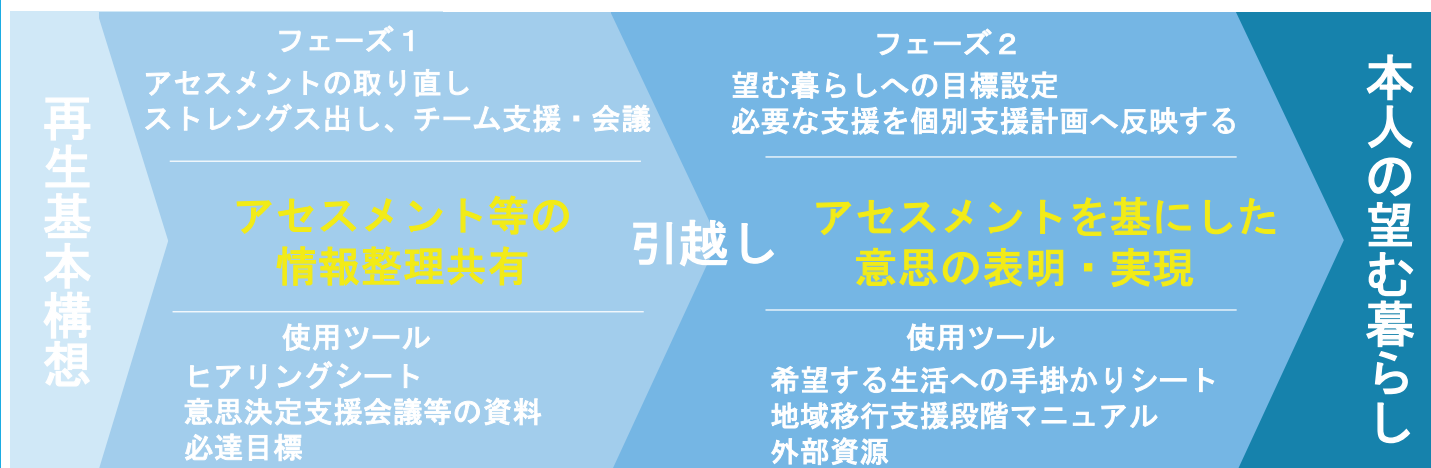 再生基本構想
フェーズ１
アセスメントの取り直し
ストレングス出し、チーム支援・会議
アセスメント等の
情報整理共有
使用ツール
ヒアリングシート
意思決定支援会議等の資料
必達目標
引越し
フェーズ２
望む暮らしへの目標設定
必要な支援を個別支援計画へ反映する
アセスメントを基にした
意思の表明・実現
使用ツール
希望する生活への手掛かりシート
地域移行支援段階マニュアル
外部資源
本人の望む暮らし